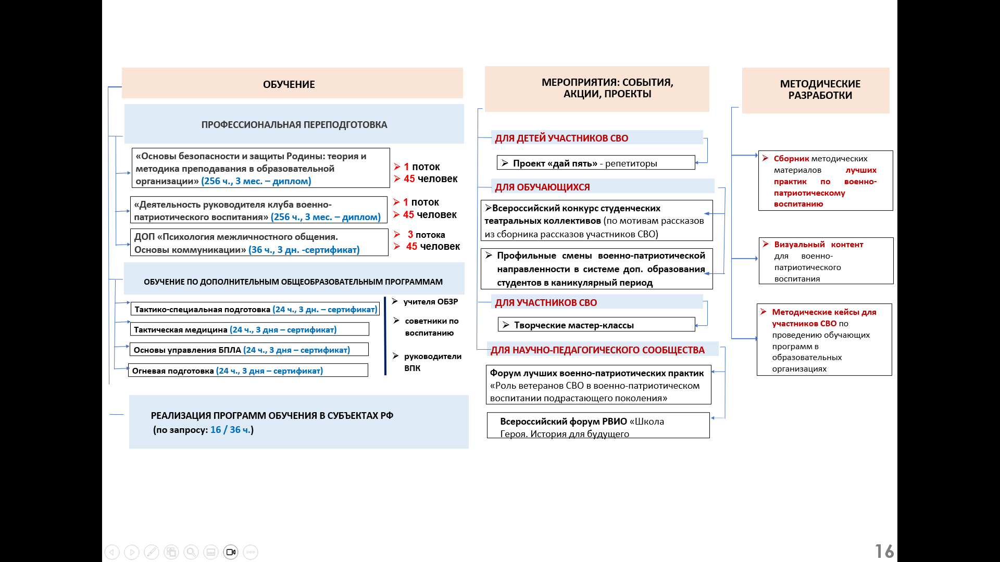 ОБУЧЕНИЕ
ПРОФЕССИОНАЛЬНАЯ ПЕРЕПОДГОТОВКА
«Основы безопасности и защиты Родины: теория и
методика преподавания в образовательной
организации» (256 ч., 3 мес. – диплом)
➢ 1 поток
➢ 45 человек
«Деятельность руководителя клуба военно-
патриотического воспитания» (256 ч., 3 мес. – диплом)
➢ 1 поток
➢ 45 человек
ДОП «Психология межличностного общения.
Основы коммуникации» (36 ч., 3 дн. -сертификат)
➢ 3 потока
➢ 45 человек
ОБУЧЕНИЕ ПО ДОПОЛНИТЕЛЬНЫМ ОБЩЕОБРАЗОВАТЕЛЬНЫМ ПРОГРАММАМ
Тактико-специальная подготовка (24 ч., 3 дн. – сертификат)
Тактическая медицина (24 ч., 3 дня – сертификат)
Основы управления БПЛА (24 ч., 3 дня – сертификат)
Огневая подготовка (24 ч., 3 дня – сертификат)
➢ учителя ОБЗР
➢ советники по
воспитанию
➢ руководители
ВПК
РЕАЛИЗАЦИЯ ПРОГРАММ ОБУЧЕНИЯ В СУБЪЕКТАХ РФ
(по запросу: 16 / 36 ч.)
МЕРОПРИЯТИЯ: СОБЫТИЯ,
АКЦИИ, ПРОЕКТЫ
ДЛЯ ДЕТЕЙ УЧАСТНИКОВ СВО
➢ Проект «дай пять» - репетиторы
ДЛЯ ОБУЧАЮЩИХСЯ
➢Всероссийский конкурс студенческих
театральных коллективов (по мотивам рассказов
из сборника рассказов участников СВО)
➢ Профильные смены военно-патриотической
направленности в системе доп. образования
студентов в каникулярный период
ДЛЯ УЧАСТНИКОВ СВО
➢ Творческие мастер-классы
ДЛЯ НАУЧНО-ПЕДАГОГИЧЕСКОГО СООБЩЕСТВА
Форум лучших военно-патриотических практик
«Роль ветеранов СВО в военно-патриотическом
воспитании подрастающего поколения»
Всероссийский форум РВИО «Школа
Героя. История для будущего
МЕТОДИЧЕСКИЕ
РАЗРАБОТКИ
➢ Сборник методических
материалов лучших
практик по военно-
патриотическому
воспитанию
➢ Визуальный контент
для военно-
патриотического
воспитания
➢ Методические кейсы для
участников СВО по
проведению обучающих
программ в
образовательных
организациях
16